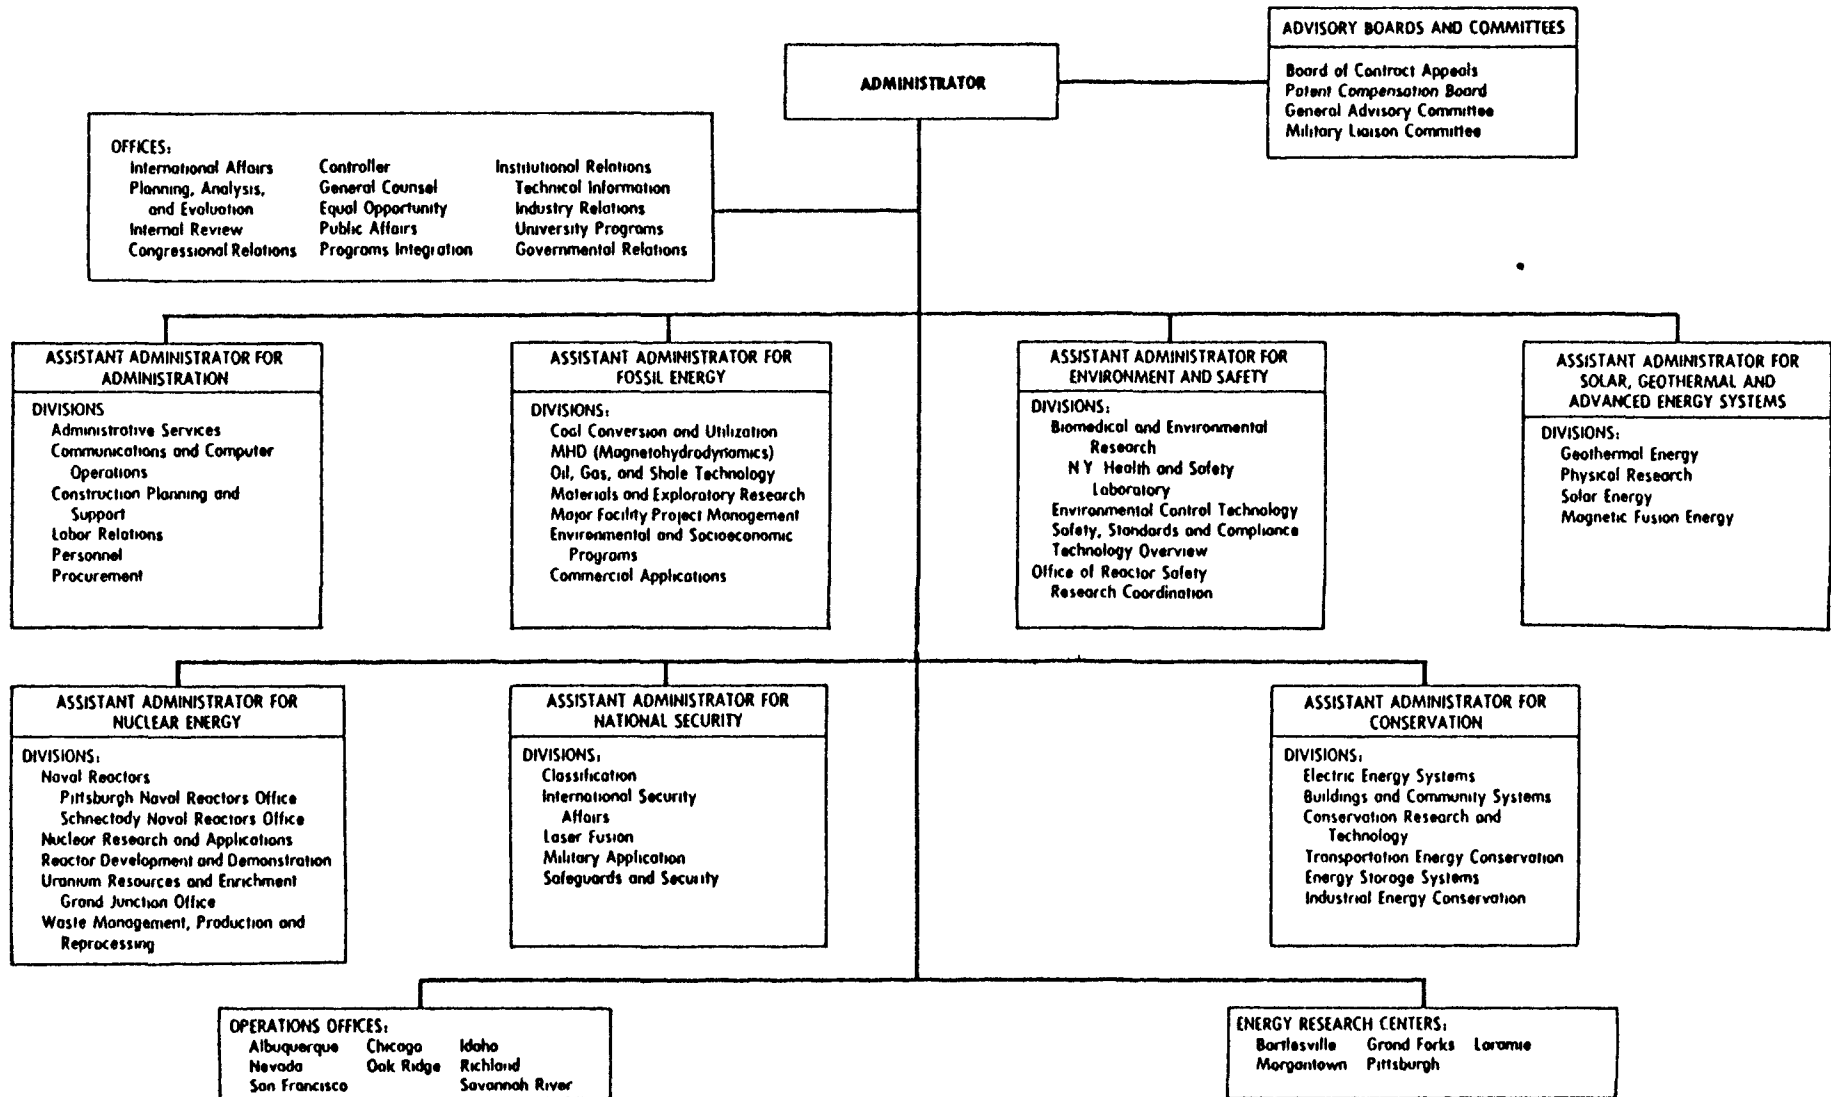 ADMINISTRATOR
ADVISORY BOARDS AND COMMITTEES
Board of Contract Appeals
Patent Compensation Board
General Advisory Committee
Military Liaison Committee
OFFICES:
International Affairs
Planning, Analysis,
and Evaluation
Internal Review
Congressional Relations
Controller
General Counsel
Equal Opportunity
Public Affairs
Programs Integration
Institutional Relations
Technical Information
Industry Relations
University Programs
Governmental Relations
ASSISTANT ADMINISTRATOR FOR
ADMINISTRATION
DIVISIONS
Administrative Services
Communications and Computer
Operations
Construction Planning and
Support
Labor Relations
Personnel
Procurement
ASSISTANT ADMINISTRATOR FOR
FOSSIL ENERGY
DIVISIONS:
Coal Conversion and Utilization
MHD (Magnetohydrodynamics)
Oil, Gas, and Shale Technology
Materials and Exploratory Research
Major Facility Project Management
Environmental and Socioeconomic
Programs
Commercial Applications
ASSISTANT ADMINISTRATOR FOR
ENVIRONMENT AND SAFETY
DIVISIONS:
Biomedical and Environmental
Research
N Y Health and Safety
Laboratory
Environmental Control Technology
Safety, Standards and Compliance
Technology Overview
Office of Reactor Safety
Research Coordination
ASSISTANT ADMINISTRATOR FOR
SOLAR, GEOTHERMAL AND
ADVANCED ENERGY SYSTEMS
DIVISIONS:
Geothermal Energy
Physical Research
Solar Energy
Magnetic Fusion Energy
ASSISTANT ADMINISTRATOR FOR
NUCLEAR ENERGY
DIVISIONS:
Naval Reactors
Pittsburgh Naval Reactors Office
Schnectady Naval Reactors Office
Nuclear Research and Applications
Reactor Development and Demonstration
Uranium Resources and Enrichment
Grand Junction Office
Waste Management, Production and
Reprocessing
ASSISTANT ADMINISTRATOR FOR
NATIONAL SECURITY
DIVISIONS:
Classification
International Security
Affairs
Laser Fusion
Military Application
Safeguards and Security
ASSISTANT ADMINISTRATOR FOR
CONSERVATION
DIVISIONS:
Electric Energy Systems
Buildings and Community Systems
Conservation Research and
Technology
Transportation Energy Conservation
Energy Storage Systems
Industrial Energy Conservation
OPERATIONS OFFICES:
Albuquerque Chicago Idaho
Nevada Oak Ridge Richland
San Francisco Savannah River
ENERGY RESEARCH CENTERS:
Bartlesville Grand Forks Laramie
Morgantown Pittsburgh